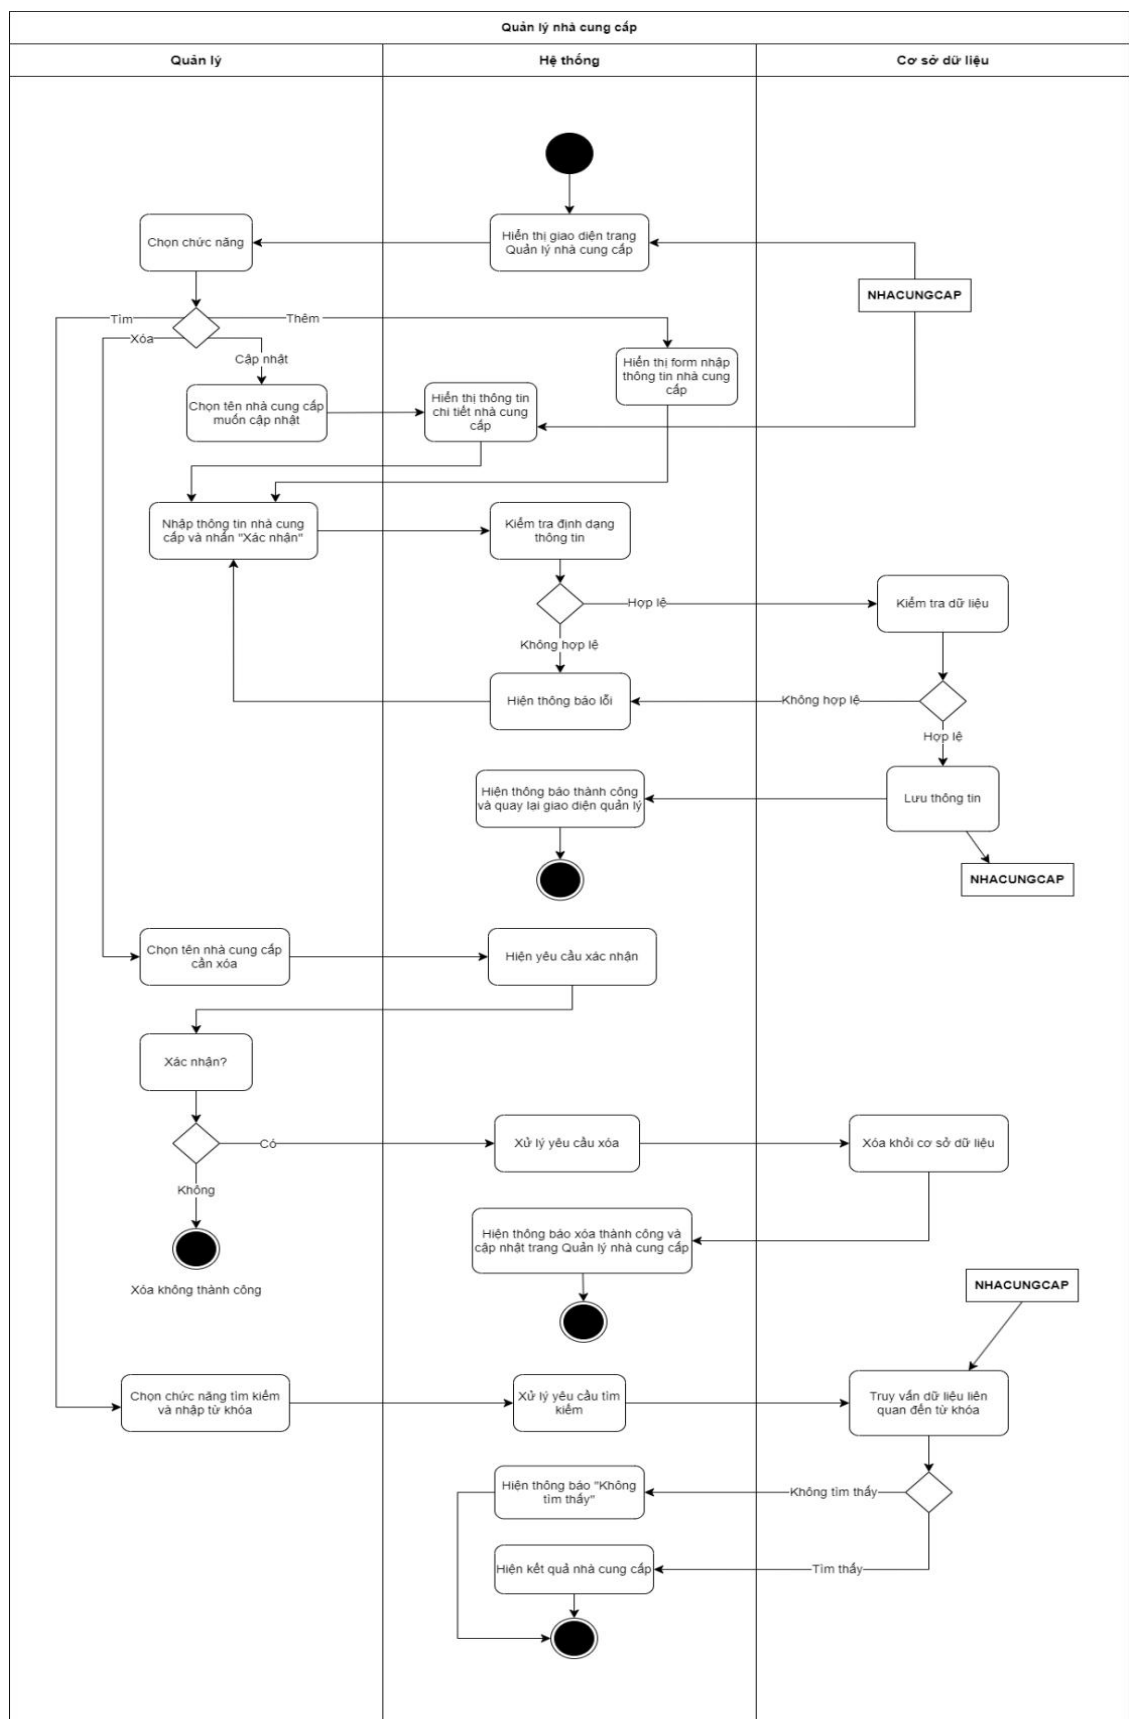 Quản lý nhà cung cấp
Quản lý
Hệ thống
Cơ sở dữ liệu
Chọn chức năng
Hiển thị giao diện trang
Quản lý nhà cung cấp
NHACUNGCAP
Tìm
Thêm
Xóa
Cập nhật
Hiển thị form nhập
thông tin nhà cung
cấp
Chọn tên nhà cung cấp
muốn cập nhật
Hiển thị thông tin
chi tiết nhà cung
cấp
Nhập thông tin nhà cung
cấp và nhấn "Xác nhận"
Kiểm tra định dạng
thông tin
Hợp lệ
Kiểm tra dữ liệu
Không hợp lệ
Hiện thông báo lỗi
Không hợp lệ
Hợp lệ
Hiện thông báo thành công
và quay lại giao diện quản lý
Lưu thông tin
NHACUNGCAP
Chọn tên nhà cung cấp
cần xóa
Hiện yêu cầu xác nhận
Xác nhận?
Có
Xử lý yêu cầu xóa
Xóa khỏi cơ sở dữ liệu
Không
Hiện thông báo xóa thành công và
cập nhật trang Quản lý nhà cung cấp
Xóa không thành công
NHACUNGCAP
Chọn chức năng tìm kiếm
và nhập từ khóa
Xử lý yêu cầu tìm
kiếm
Truy vấn dữ liệu liên
quan đến từ khóa
Hiện thông báo "Không
tìm thấy"
Không tìm thấy
Hiện kết quả nhà cung cấp
Tìm thấy